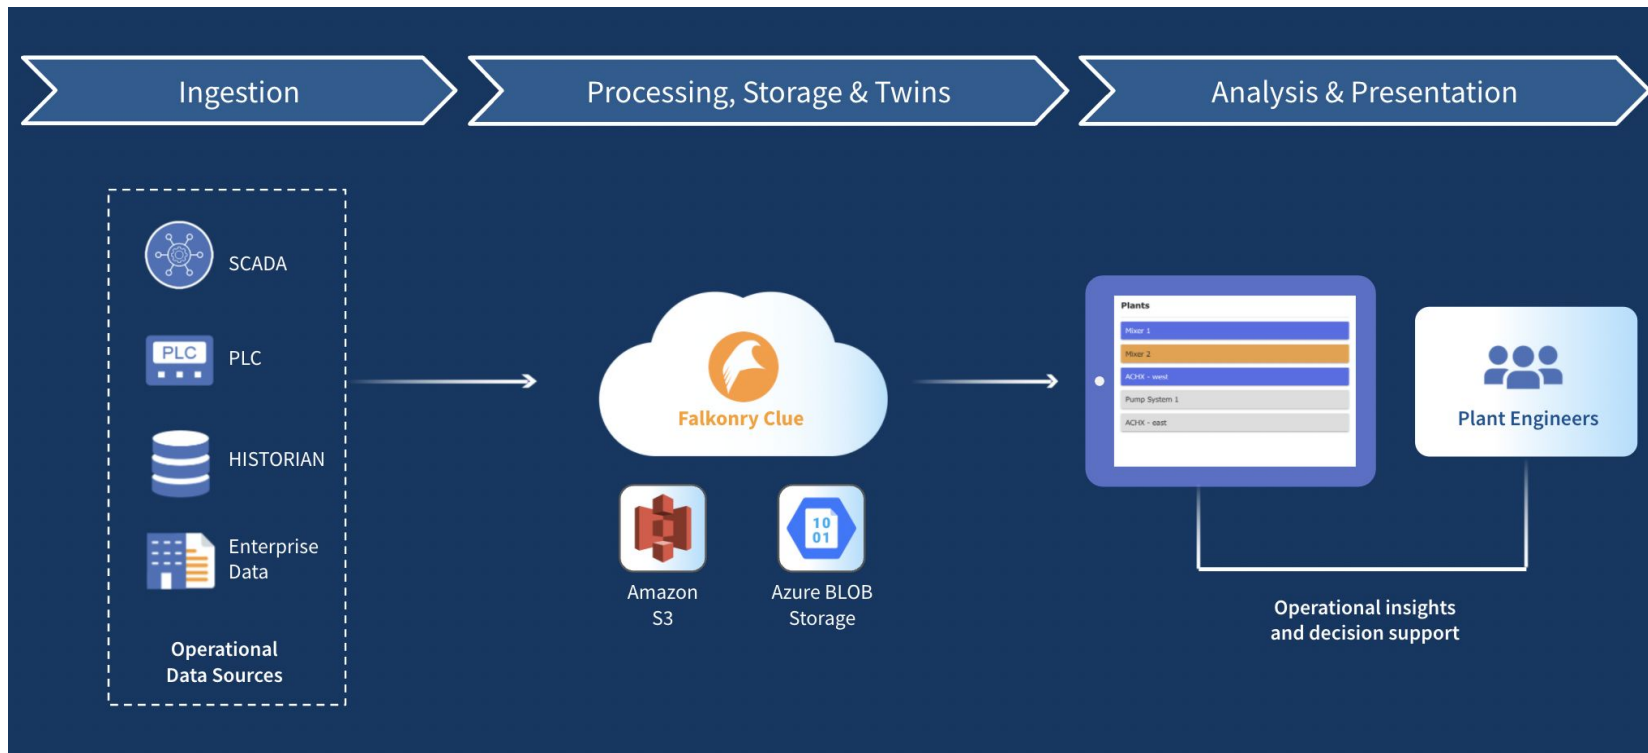 Ingestion
Processing, Storage & Twins
Analysis & Presentation
SCADA
PLC
PLC
HISTORIAN
Enterprise
Data
Operational
Data Sources
Falkonry Clue
10
01
Amazon
S3
Azure BLOB
Storage
Plants
Mixer 1
Mixer 2
ACHX - west
Pump System 1
ACHX - east
Plant Engineers
Operational insights
and decision support